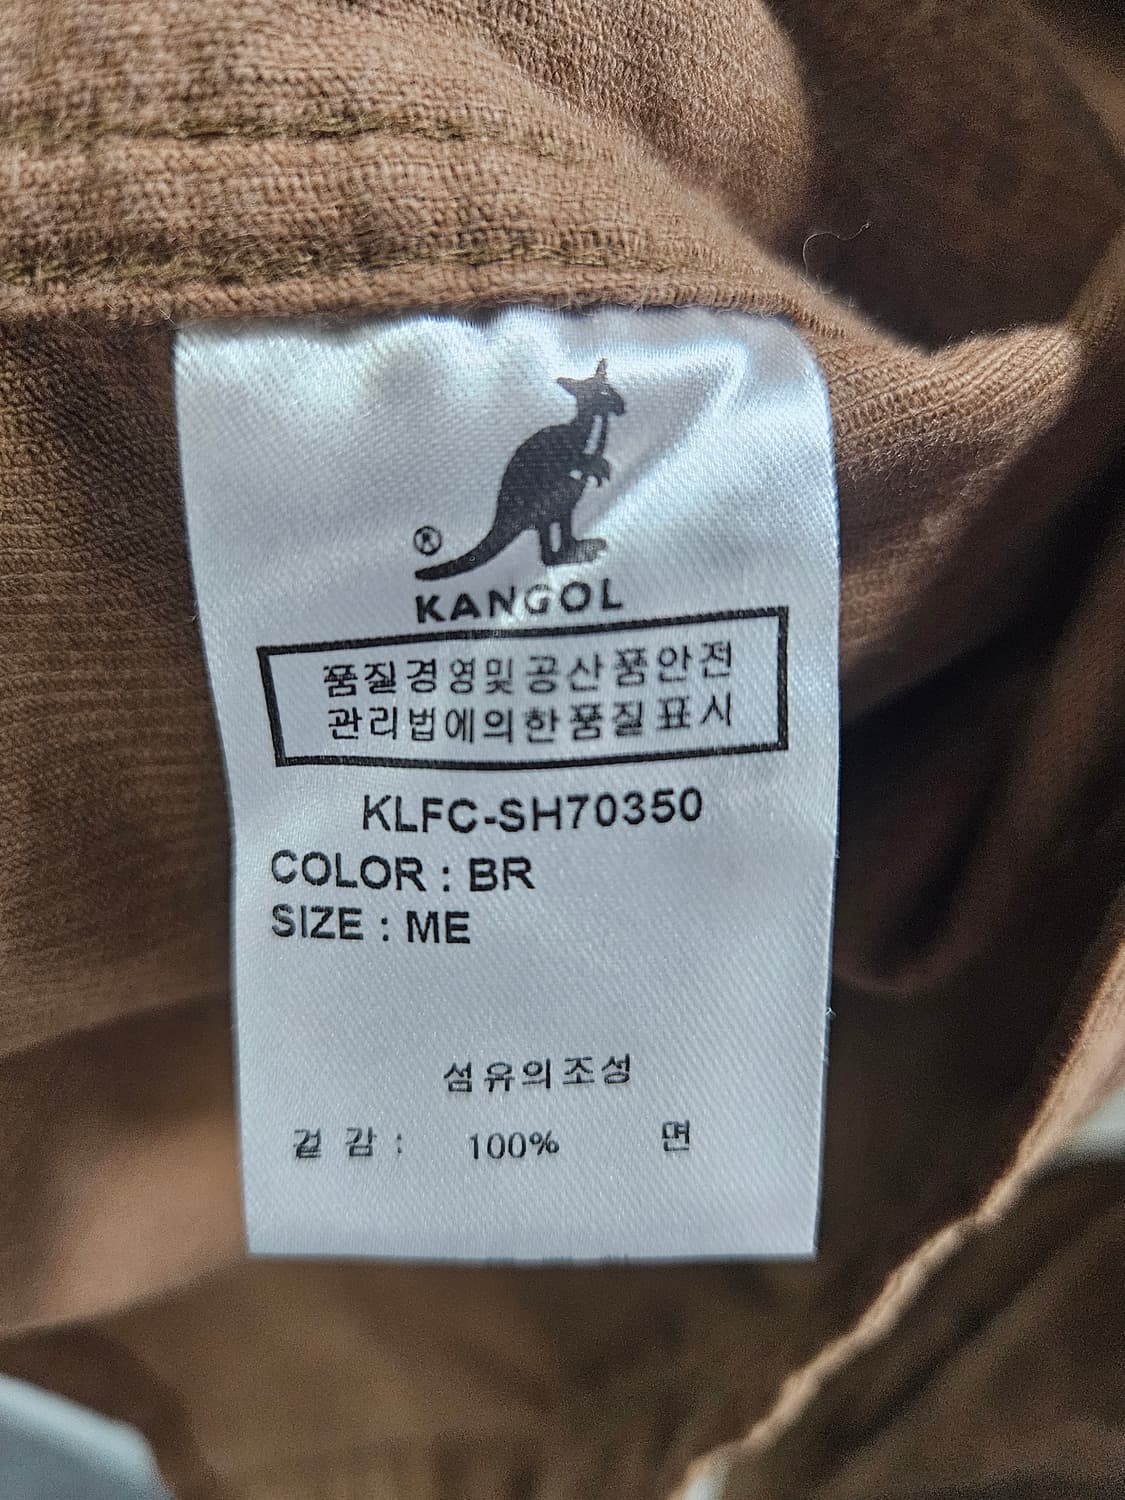 ®
KANGOL
품질경영및공산품안전
관리법에의한품질표시
KLFC-SH70350
COLOR : BR
SIZE : ME
섬유의조성
겉 감 : 100% 면